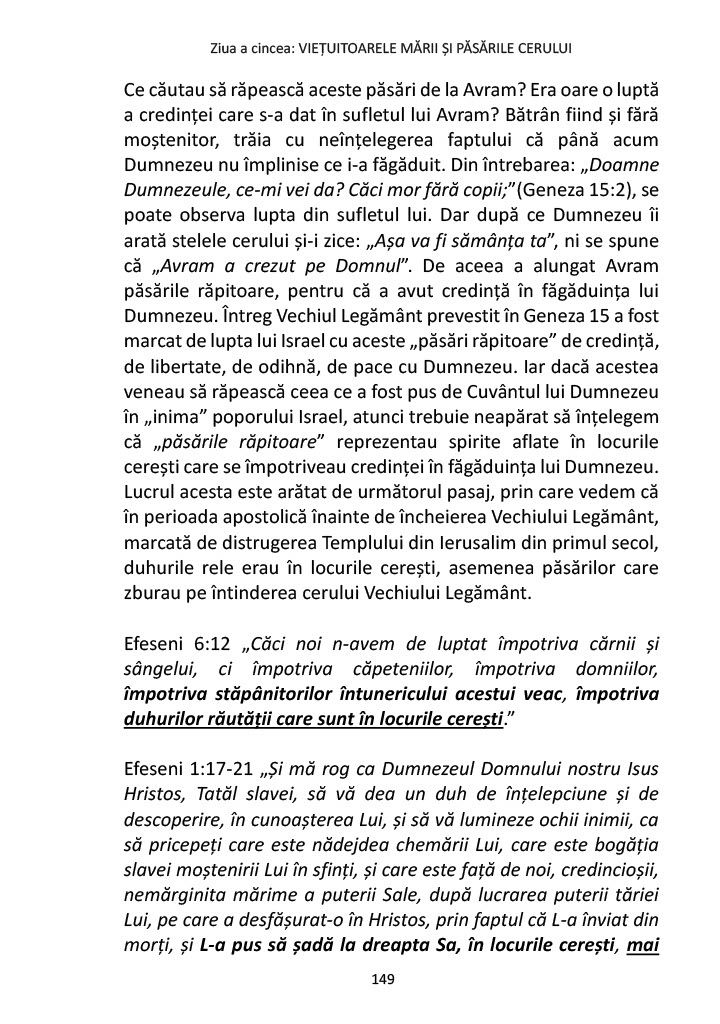 Ziua a cincea: VIEȚUITOARELE MĂRII ȘI PĂSĂRILE CERULUI
Ce căutau să răpească aceste păsări de la Avram? Era oare o luptă
a credinței care s-a dat în sufletul lui Avram? Bătrân fiind și fără
moștenitor, trăia cu neînțelegerea faptului că până acum
Dumnezeu nu împlinise ce i-a făgăduit. Din întrebarea: „Doamne
Dumnezeule, ce-mi vei da? Căci mor fără copii;”(Geneza 15:2), se
poate observa lupta din sufletul lui. Dar după ce Dumnezeu îi
arată stelele cerului și-i zice: „Așa va fi sămânța ta”, ni se spune
că „Avram a crezut pe Domnul”. De aceea a alungat Avram
păsările răpitoare, pentru că a avut credință în făgăduința lui
Dumnezeu. Întreg Vechiul Legământ prevestit în Geneza 15 a fost
marcat de lupta lui Israel cu aceste „păsări răpitoare” de credință,
de libertate, de odihnă, de pace cu Dumnezeu. Iar dacă acestea
veneau să răpească ceea ce a fost pus de Cuvântul lui Dumnezeu
în „inima” poporului Israel, atunci trebuie neapărat să înțelegem
că „păsările răpitoare” reprezentau spirite aflate în locurile
cerești care se împotriveau credinței în făgăduința lui Dumnezeu.
Lucrul acesta este arătat de următorul pasaj, prin care vedem că
în perioada apostolică înainte de încheierea Vechiului Legământ,
marcată de distrugerea Templului din Ierusalim din primul secol,
duhurile rele erau în locurile cerești, asemenea păsărilor care
zburau pe întinderea cerului Vechiului Legământ.
Efeseni 6:12 „Căci noi n-avem de luptat împotriva cărnii și
sângelui, ci împotriva căpeteniilor, împotriva domniilor,
împotriva stăpânitorilor întunericului acestui veac, împotriva
duhurilor răutății care sunt în locurile cerești.”
Efeseni 1:17-21 „Și mă rog ca Dumnezeul Domnului nostru Isus
Hristos, Tatăl slavei, să vă dea un duh de înțelepciune și de
descoperire, în cunoașterea Lui, și să vă lumineze ochii inimii, ca
să pricepeți care este nădejdea chemării Lui, care este bogăția
slavei moștenirii Lui în sfinți, și care este față de noi, credincioșii,
nemărginita mărime a puterii Sale, după lucrarea puterii tăriei
Lui, pe care a desfășurat-o în Hristos, prin faptul că L-a înviat din
morți, și L-a pus să șadă la dreapta Sa, în locurile cerești, mai
149